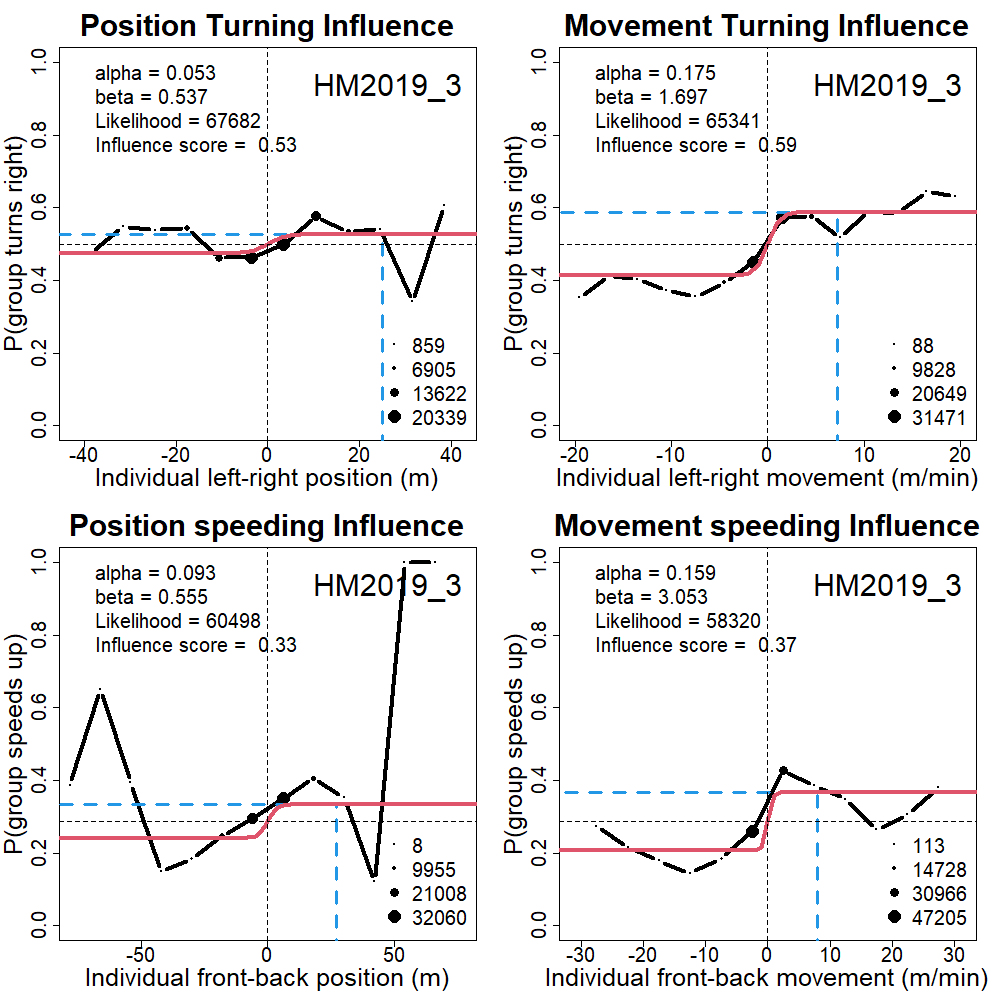 Position Turning Influence
alpha = 0.053
beta = 0.537
Likelihood = 67682
Influence score = 0.53
HM2019_3
P(group turns right)
0.0
0.2
0.4
0.6
0.8
1.0
859
6905
13622
20339
-40
-20
0
20
40
Individual left-right position (m)
Movement Turning Influence
alpha = 0.175
beta = 1.697
Likelihood = 65341
Influence score = 0.59
HM2019_3
P(group turns right)
0.0
0.2
0.4
0.6
0.8
1.0
88
9828
20649
31471
-20
-10
0
10
20
Individual left-right movement (m/min)
Position speeding Influence
alpha = 0.093
beta = 0.555
Likelihood = 60498
Influence score = 0.33
HM2019_3
P(group speeds up)
0.0
0.2
0.4
0.6
0.8
1.0
8
9955
21008
32060
-50
0
50
Individual front-back position (m)
Movement speeding Influence
alpha = 0.159
beta = 3.053
Likelihood = 58320
Influence score = 0.37
HM2019_3
P(group speeds up)
0.0
0.2
0.4
0.6
0.8
1.0
113
14728
30966
47205
-30
-20
-10
0
10
20
30
Individual front-back movement (m/min)